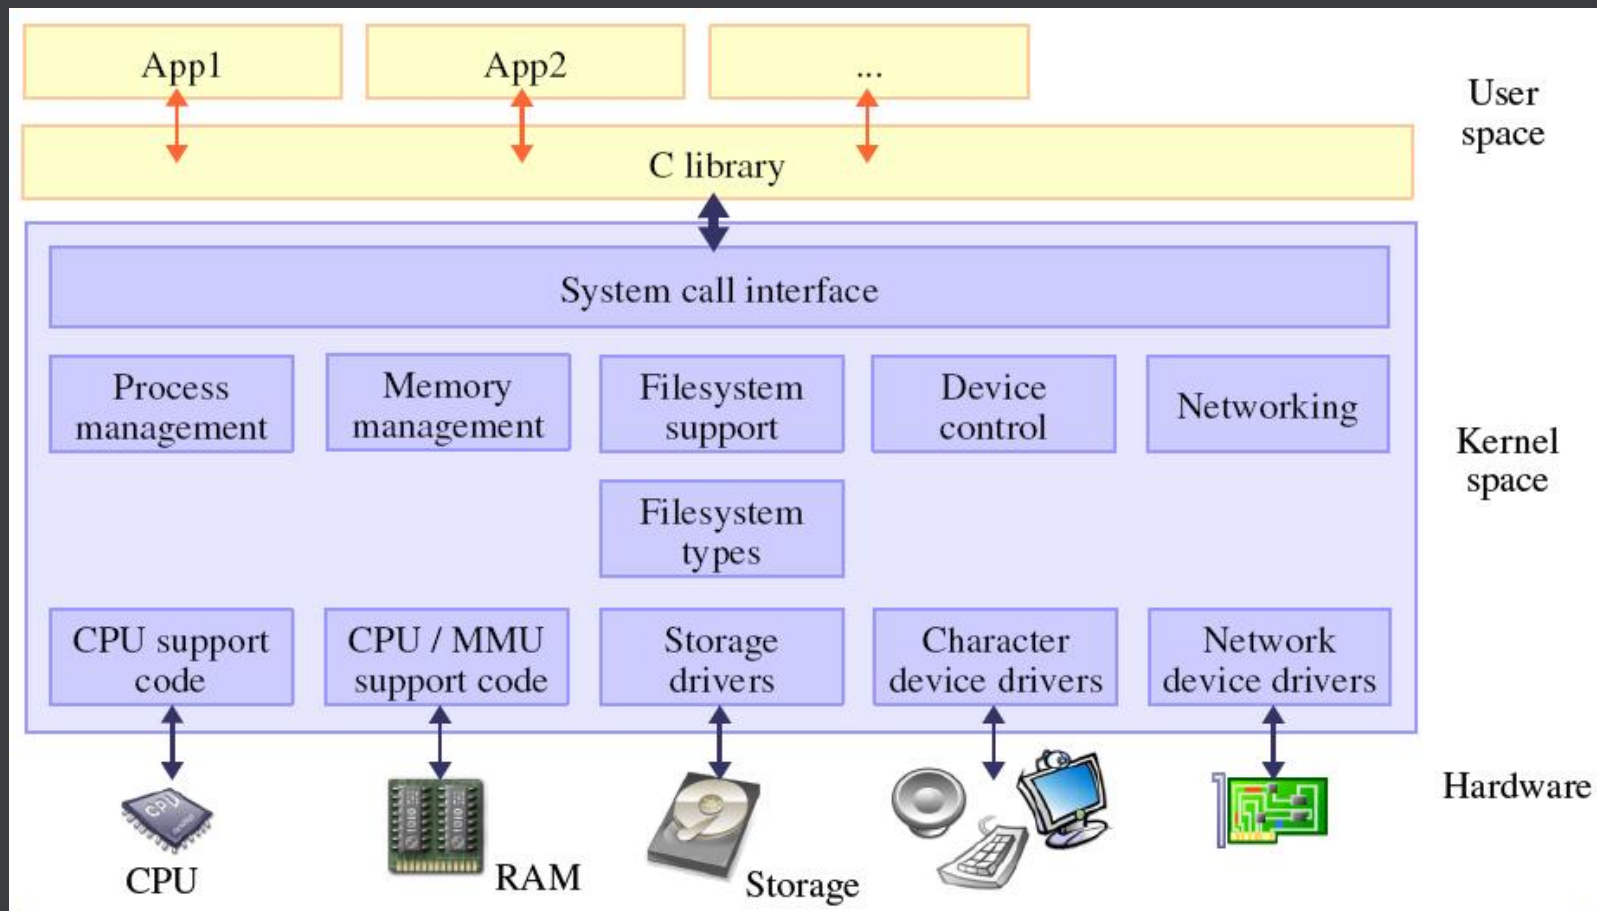 App1
App2
...
User
space
C library
System call interface
Process
management
Memory
management
Filesystem
support
Device
control
Networking
Kernel
space
Filesystem
types
CPU support
code
CPU / MMU
support code
Storage
drivers
Character
device drivers
Network
device drivers
Hardware
CPU
CPU
RAM
Storage